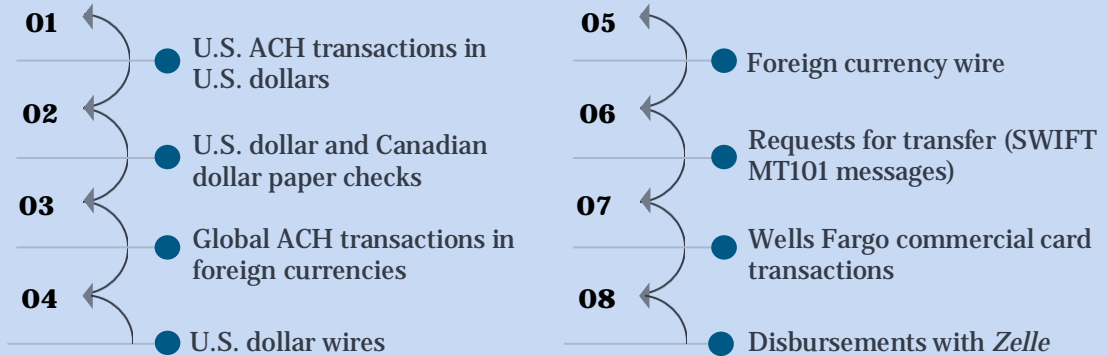 01
U.S. ACH transactions in
U.S. dollars
02
U.S. dollar and Canadian
dollar paper checks
03
Global ACH transactions in
foreign currencies
04
U.S. dollar wires
05
Foreign currency wire
06
Requests for transfer (SWIFT
MT101 messages)
07
Wells Fargo commercial card
transactions
08
Disbursements with Zelle